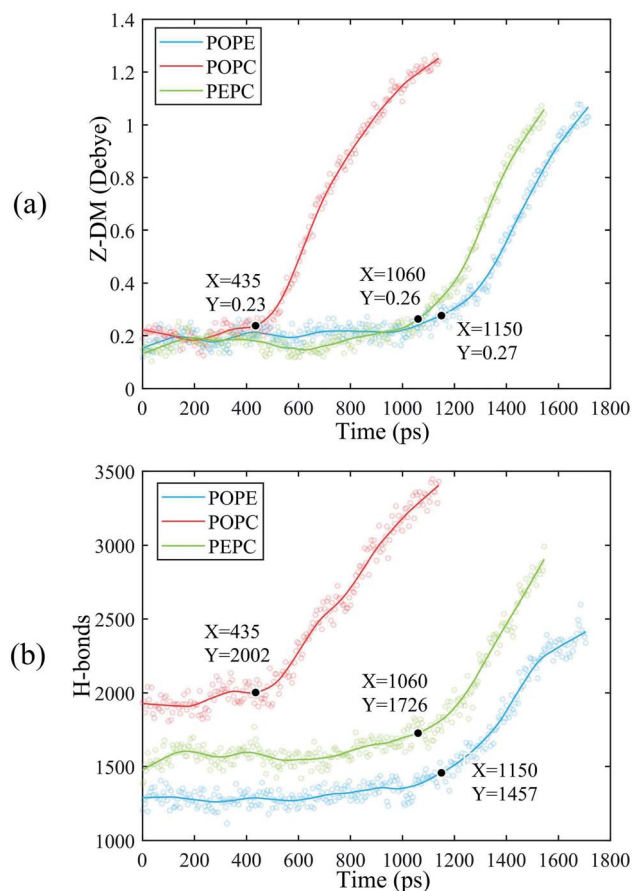 (a)
Z-DM (Debye)
1.4
1.2
1
0.8
0.6
0.4
0.2
0
POPE
POPC
PEPC
X=435
Y=0.23
X=1060
Y=0.26
X=1150
Y=0.27
0 200 400 600 800 1000 1200 1400 1600 1800
Time (ps)
(b)
H-bonds
3500
3000
2500
2000
1500
1000
POPE
POPC
PEPC
X=435
Y=2002
X=1060
Y=1726
X=1150
Y=1457
0 200 400 600 800 1000 1200 1400 1600 1800
Time (ps)